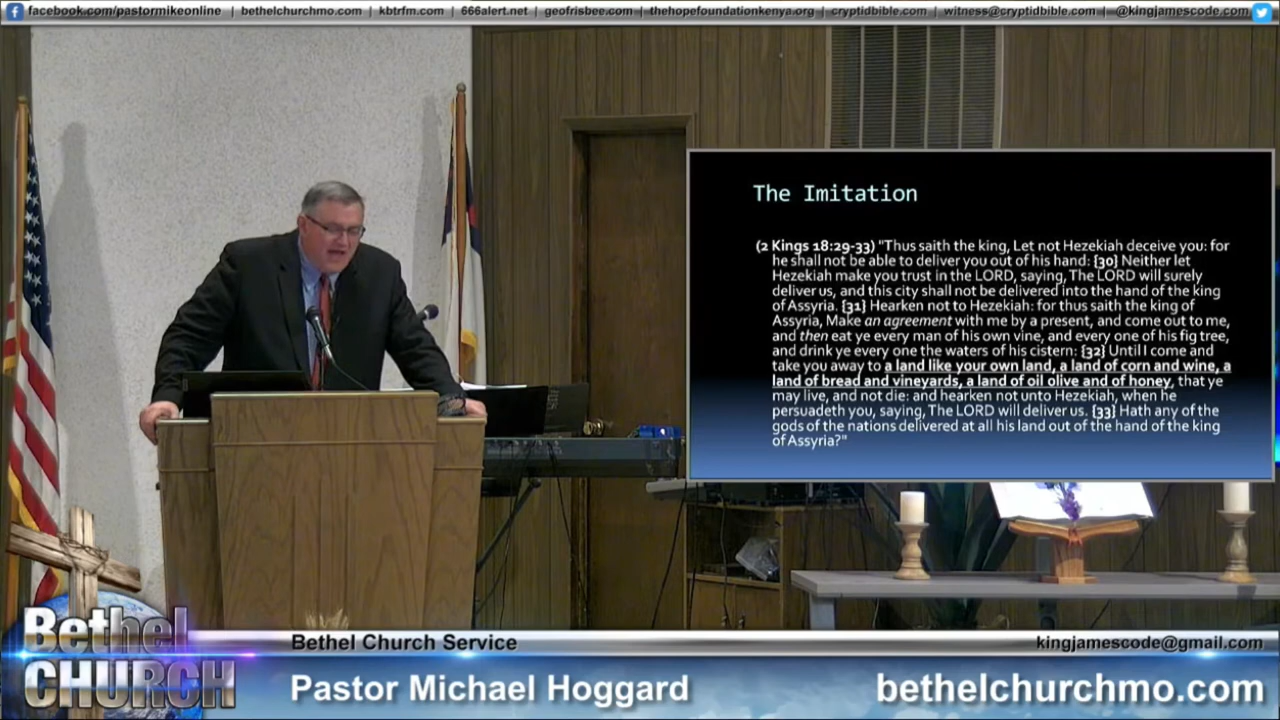 facebook.com/pastormikeonline | bethelchurchmo.com | kbtrfm.com | 666alert.net | geofrisbee.com | thehopefoundationkenya.org | cryptidbible.com | witness@cryptidbible.com | @kingjamescode.com
The Imitation
(2 Kings 18:29-33) "Thus saith the king, Let not Hezekiah deceive you: for
he shall not be able to deliver you out of his hand: {30} Neither let
Hezekiah make you trust in the LORD, saying, The LORD will surely
deliver us, and this city shall not be delivered into the hand of the king
of Assyria. {31} Hearken not to Hezekiah: for thus saith the king of
Assyria, Make an agreement with me by a present, and come out to me,
and then eat ye every man of his own vine, and every one of his fig tree,
and drink ye every one the waters of his cistern: {32} Until I come and
take you away to a land like your own land, a land of corn and wine, a
land of bread and vineyards, a land of oil olive and of honey, that ye
may live, and not die: and hearken not unto Hezekiah, when he
persuadeth you, saying, The LORD will deliver us. {33} Hath any of the
gods of the nations delivered at all his land out of the hand of the king
of Assyria?"
Bethel
CHURCH
Bethel Church Service
kingjamescode@gmail.com
Pastor Michael Hoggard
bethelchurchmo.com